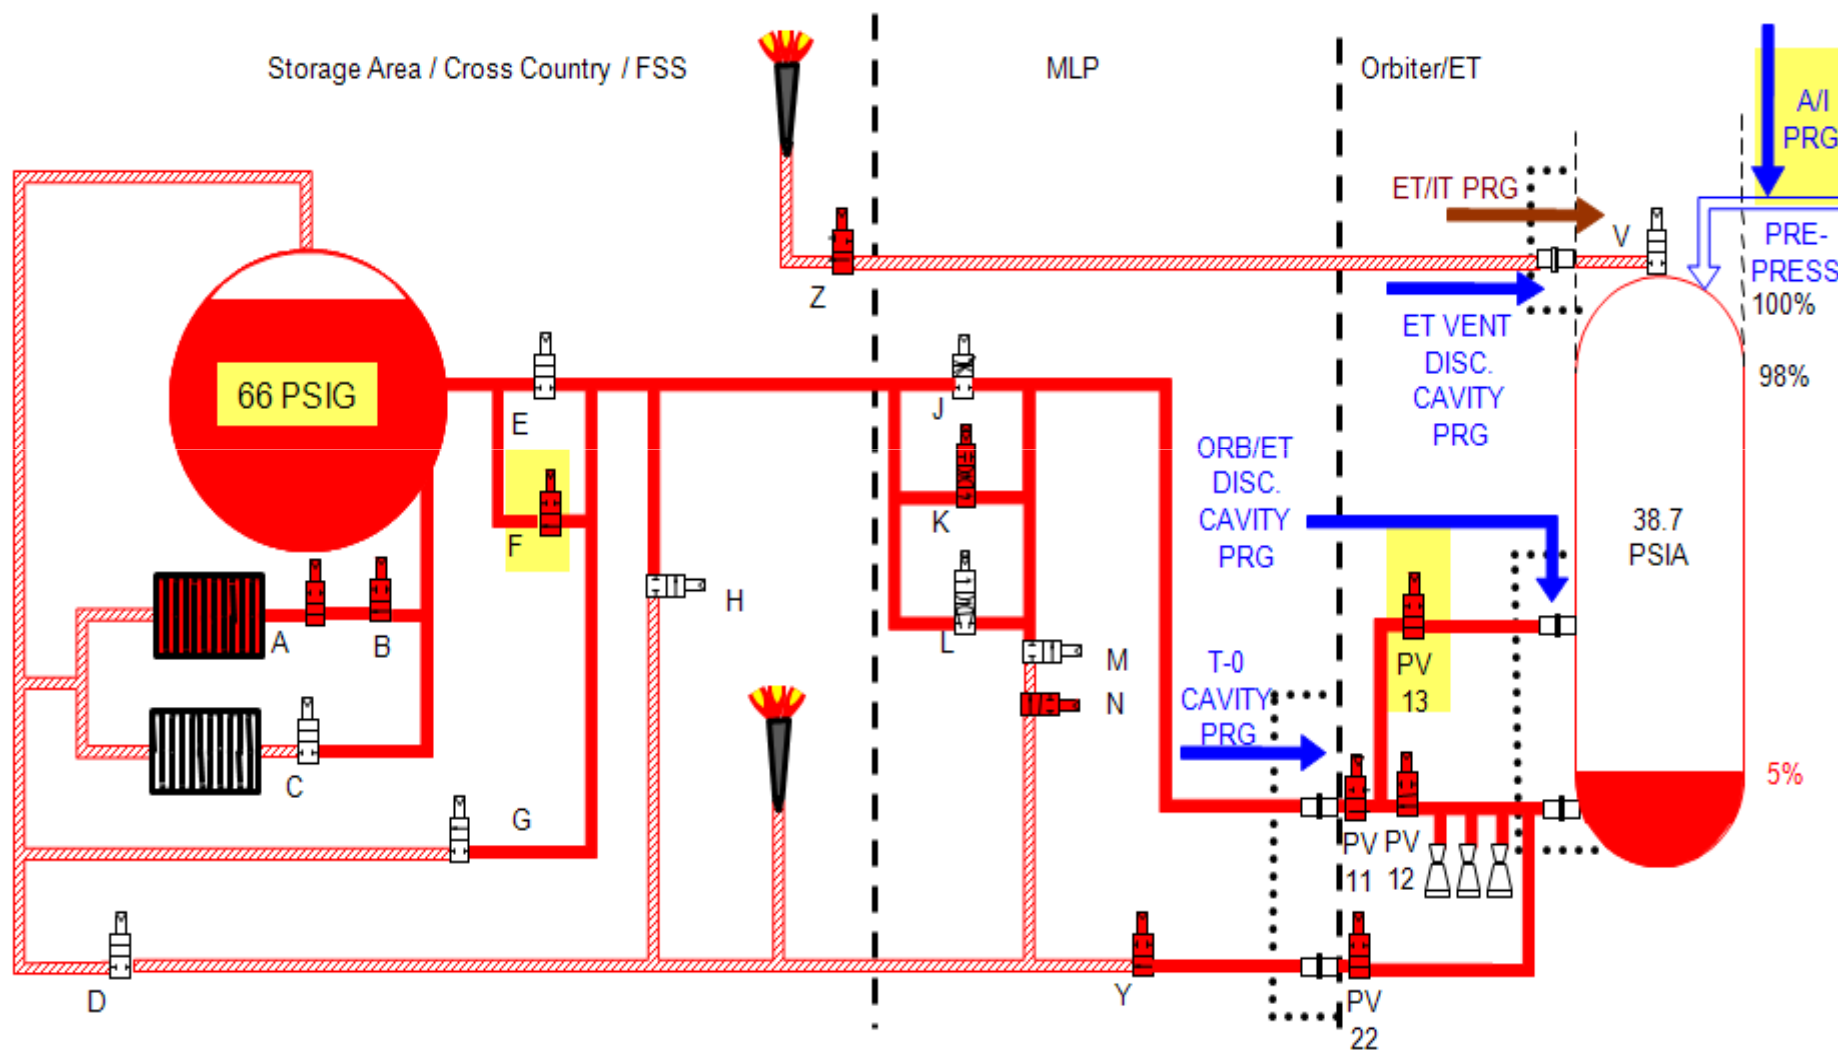 Storage Area / Cross Country / FSS
MLP
Orbiter/ET
A/I
PRG
ET/IT PRG
V
PRE-
PRESS
100%
Z
ET VENT
DISC.
CAVITY
PRG
98%
66 PSIG
E
J
ORB/ET
DISC.
CAVITY
PRG
F
K
38.7
PSIA
H
A
B
L
M
N
T-0
CAVITY
PRG
PV
13
C
G
5%
PV
11
PV
12
D
Y
PV
22